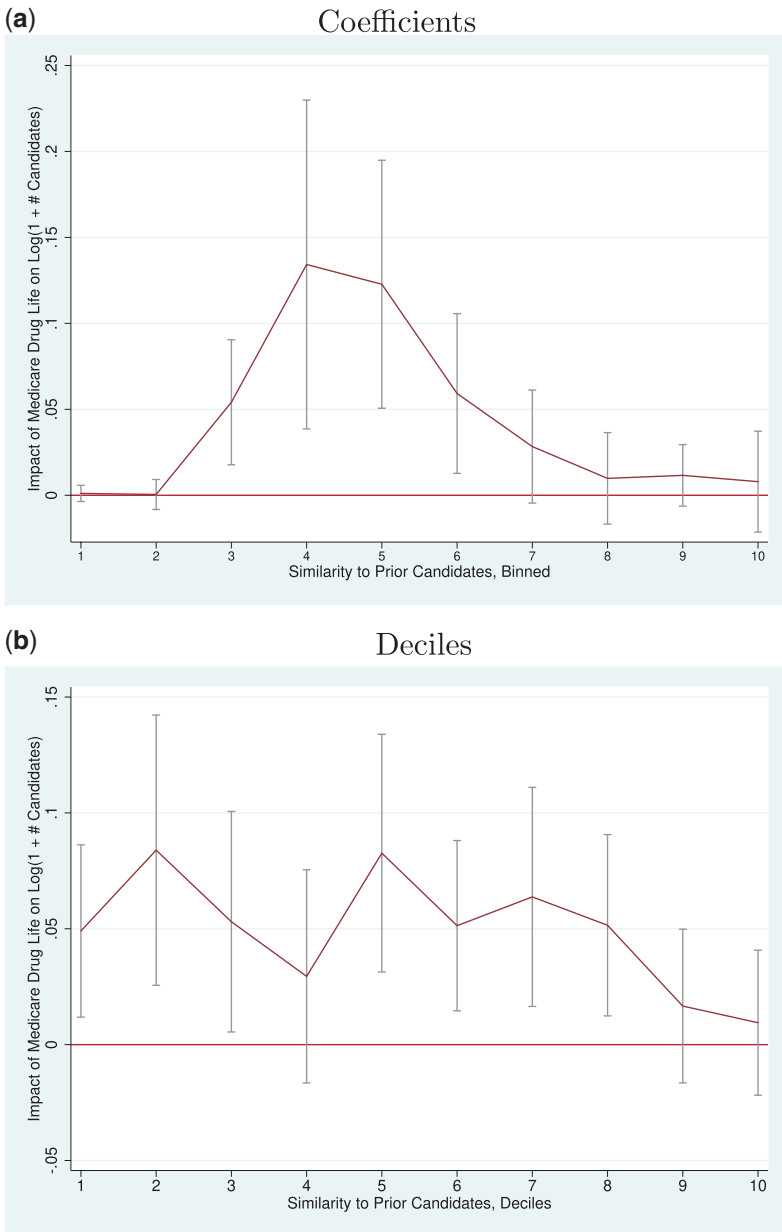 (a)
Coefficients
Impact of Medicare Drug Life on Log(1 + # Candidates)
.25
.2
.15
.1
.05
0
1 2 3 4 5 6 7 8 9 10
Similarity to Prior Candidates, Binned
(b)
Deciles
Impact of Medicare Drug Life on Log(1 + # Candidates)
.15
.1
.05
0
-.05
1 2 3 4 5 6 7 8 9 10
Similarity to Prior Candidates, Deciles